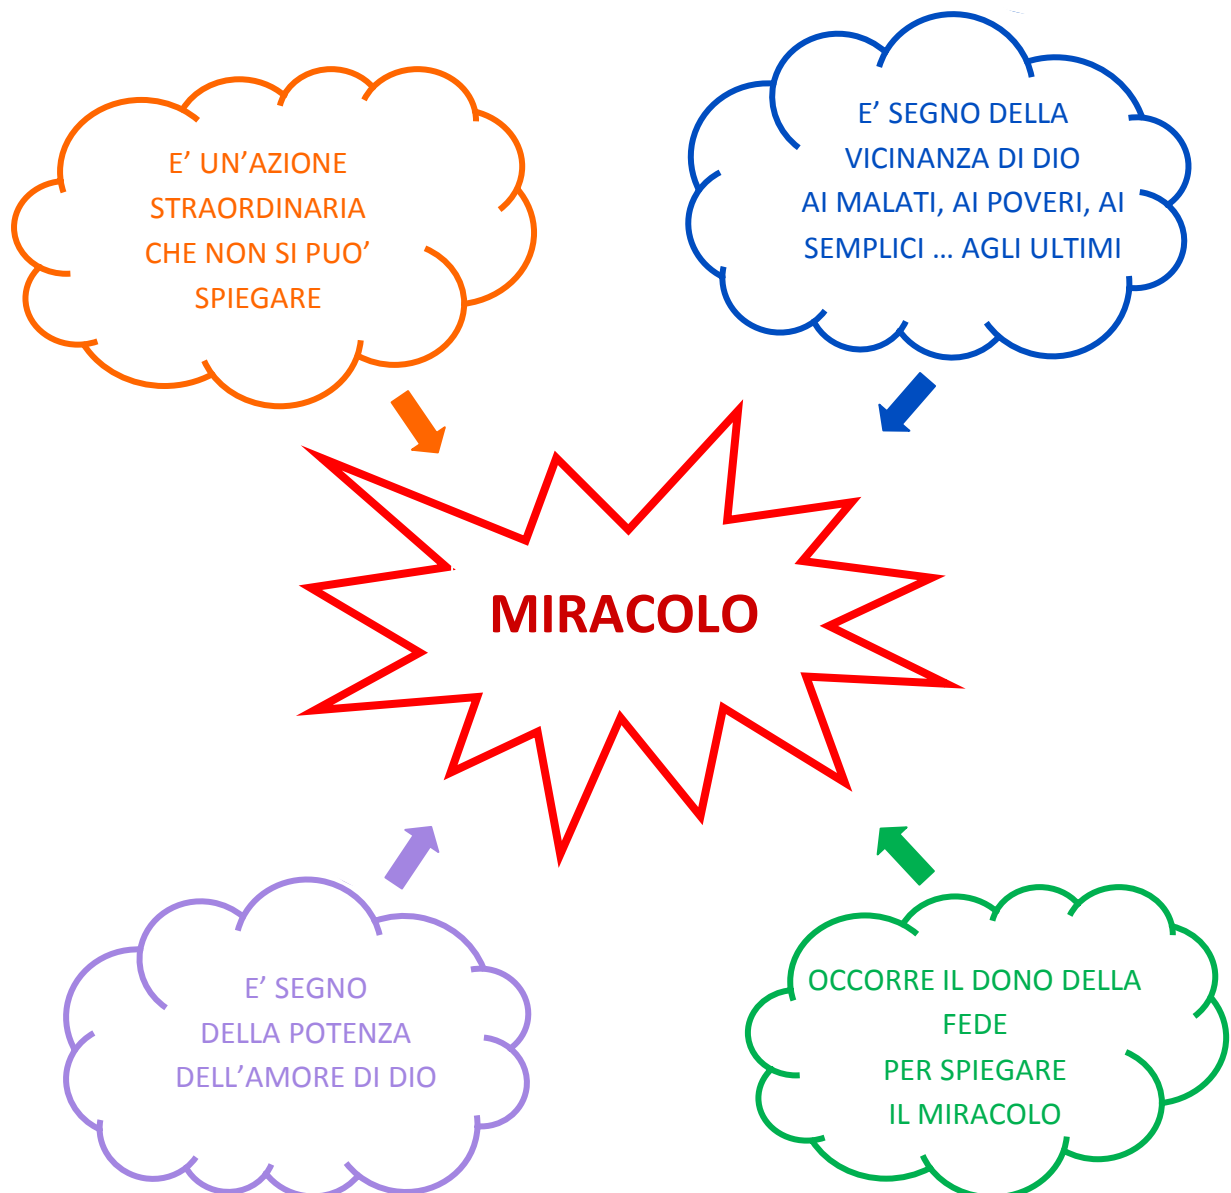 E’ UN’AZIONE
STRAORDINARIA
CHE NON SI PUO’
SPIEGARE
E’ SEGNO DELLA
VICINANZA DI DIO
AI MALATI, AI POVERI, AI
SEMPLICI … AGLI ULTIMI
MIRACOLO
E’ SEGNO
DELLA POTENZA
DELL’AMORE DI DIO
OCCORRE IL DONO DELLA
FEDE
PER SPIEGARE
IL MIRACOLO